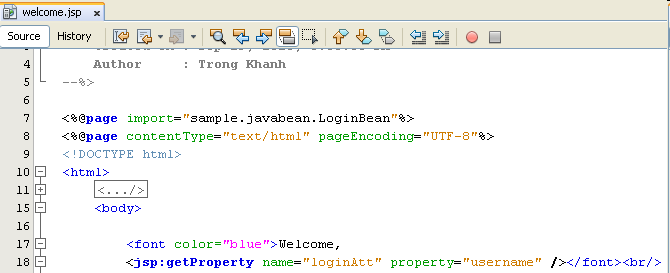 welcome.jsp
Source History
4 Author : Trong Khanh
5 --%>
6
7 <%@page import="sample.javabean.LoginBean"%>
8 <%@page contentType="text/html" pageEncoding="UTF-8"%>
9 <!DOCTYPE html>
10 <html>
11 <.../>
15 <body>
16
17 <font color="blue">Welcome,
18 <jsp:getProperty name="loginAtt" property="username" /></font><br/>